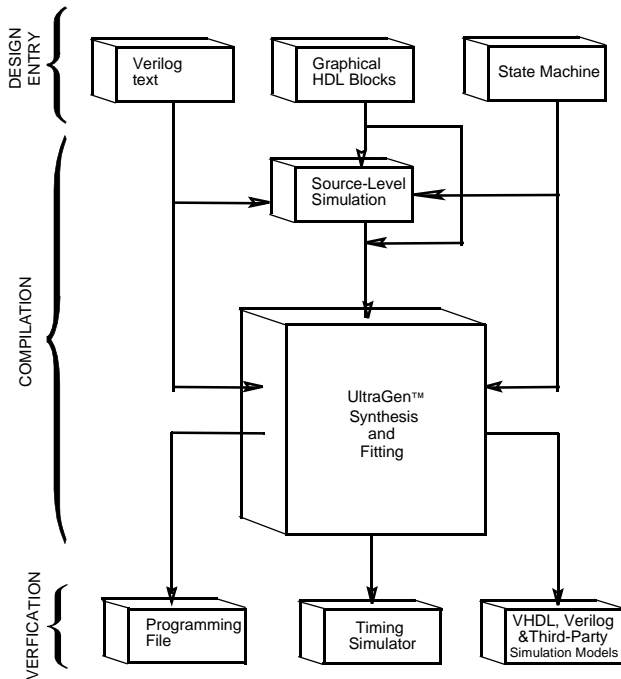 DESIGN
ENTRY
Verilog
text
Graphical
HDL Blocks
State Machine
COMPILATION
Source-Level
Simulation
UltraGen™
Synthesis
and
Fitting
VERFICATION
Programming
File
Timing
Simulator
VHDL, Verilog
&Third-Party
Simulation Models